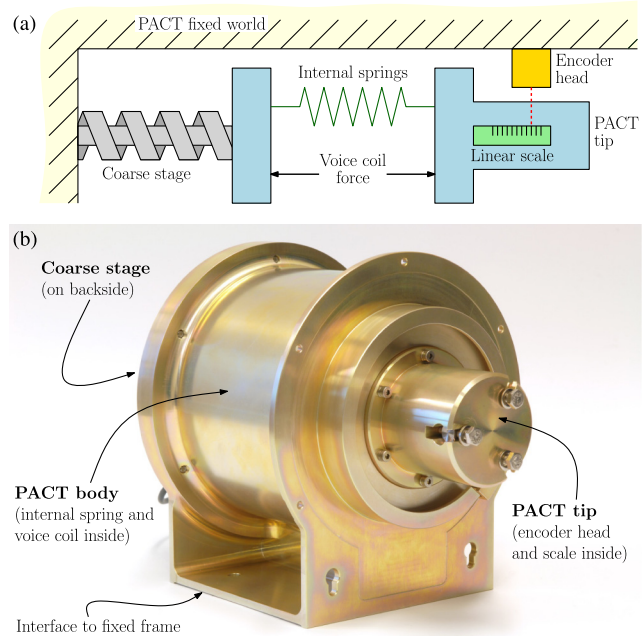 (a)
PACT fixed world
Internal springs
Encoder
head
PACT
tip
Linear scale
Coarse stage
Voice coil
force
(b)
Coarse stage
(on backside)
PACT body
(internal spring and
voice coil inside)
PACT tip
(encoder head
and scale inside)
Interface to fixed frame